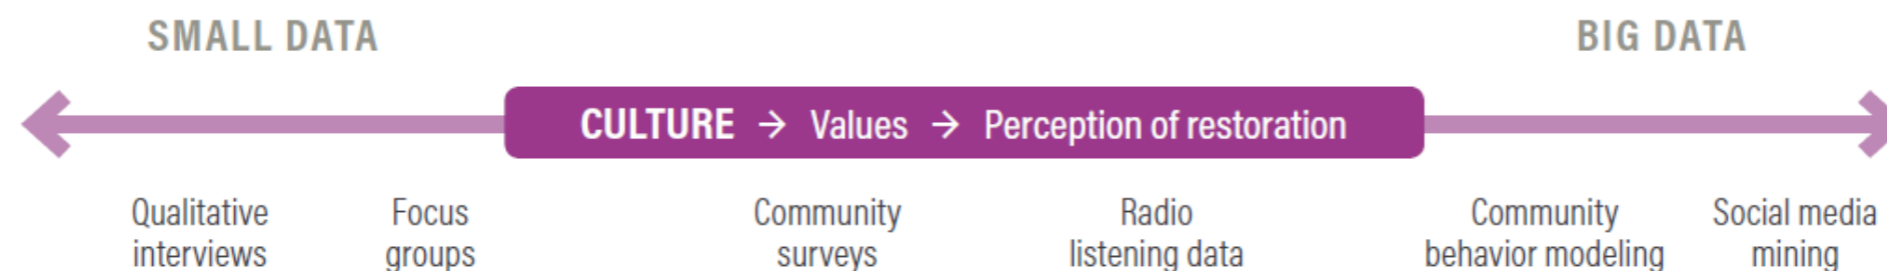 SMALL DATA
BIG DATA
CULTURE → Values → Perception of restoration
Qualitative
interviews
Focus
groups
Community
surveys
Radio
listening data
Community
behavior modeling
Social media
mining